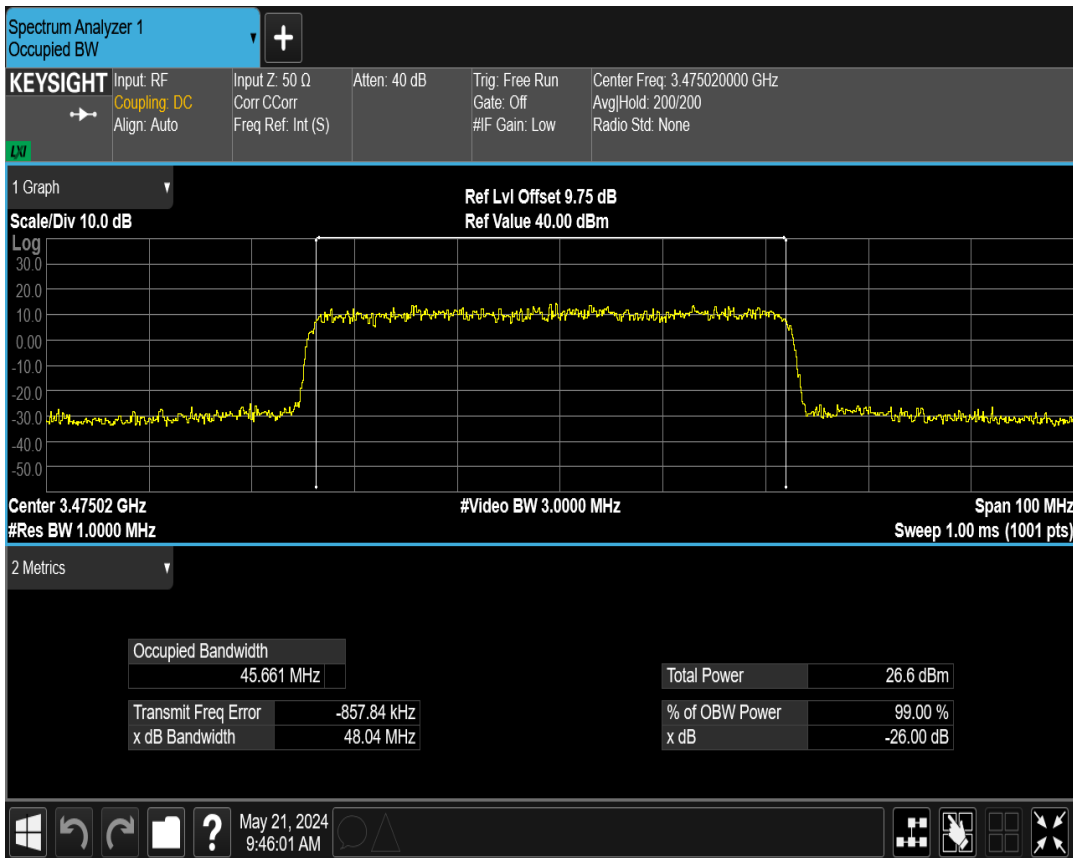 Spectrum Analyzer 1
Occupied BW
KEYSIGHT
LXI
Input: RF
Coupling: DC
Align: Auto
Input Z: 50 Ω
Corr CCorr
Freq Ref: Int (S)
Atten: 40 dB
Trig: Free Run
Gate: Off
#IF Gain: Low
Center Freq: 3.475020000 GHz
Avg|Hold: 200/200
Radio Std: None
1 Graph
Scale/Div 10.0 dB
Ref Lvl Offset 9.75 dB
Ref Value 40.00 dBm
Log
30.0
20.0
10.0
0.00
-10.0
-20.0
-30.0
-40.0
-50.0
Center 3.47502 GHz
#Video BW 3.0000 MHz
Span 100 MHz
#Res BW 1.0000 MHz
Sweep 1.00 ms (1001 pts)
2 Metrics
Occupied Bandwidth
45.661 MHz
Total Power 26.6 dBm
Transmit Freq Error -857.84 kHz
% of OBW Power 99.00 %
x dB Bandwidth 48.04 MHz
x dB -26.00 dB
?
May 21, 2024
9:46:01 AM